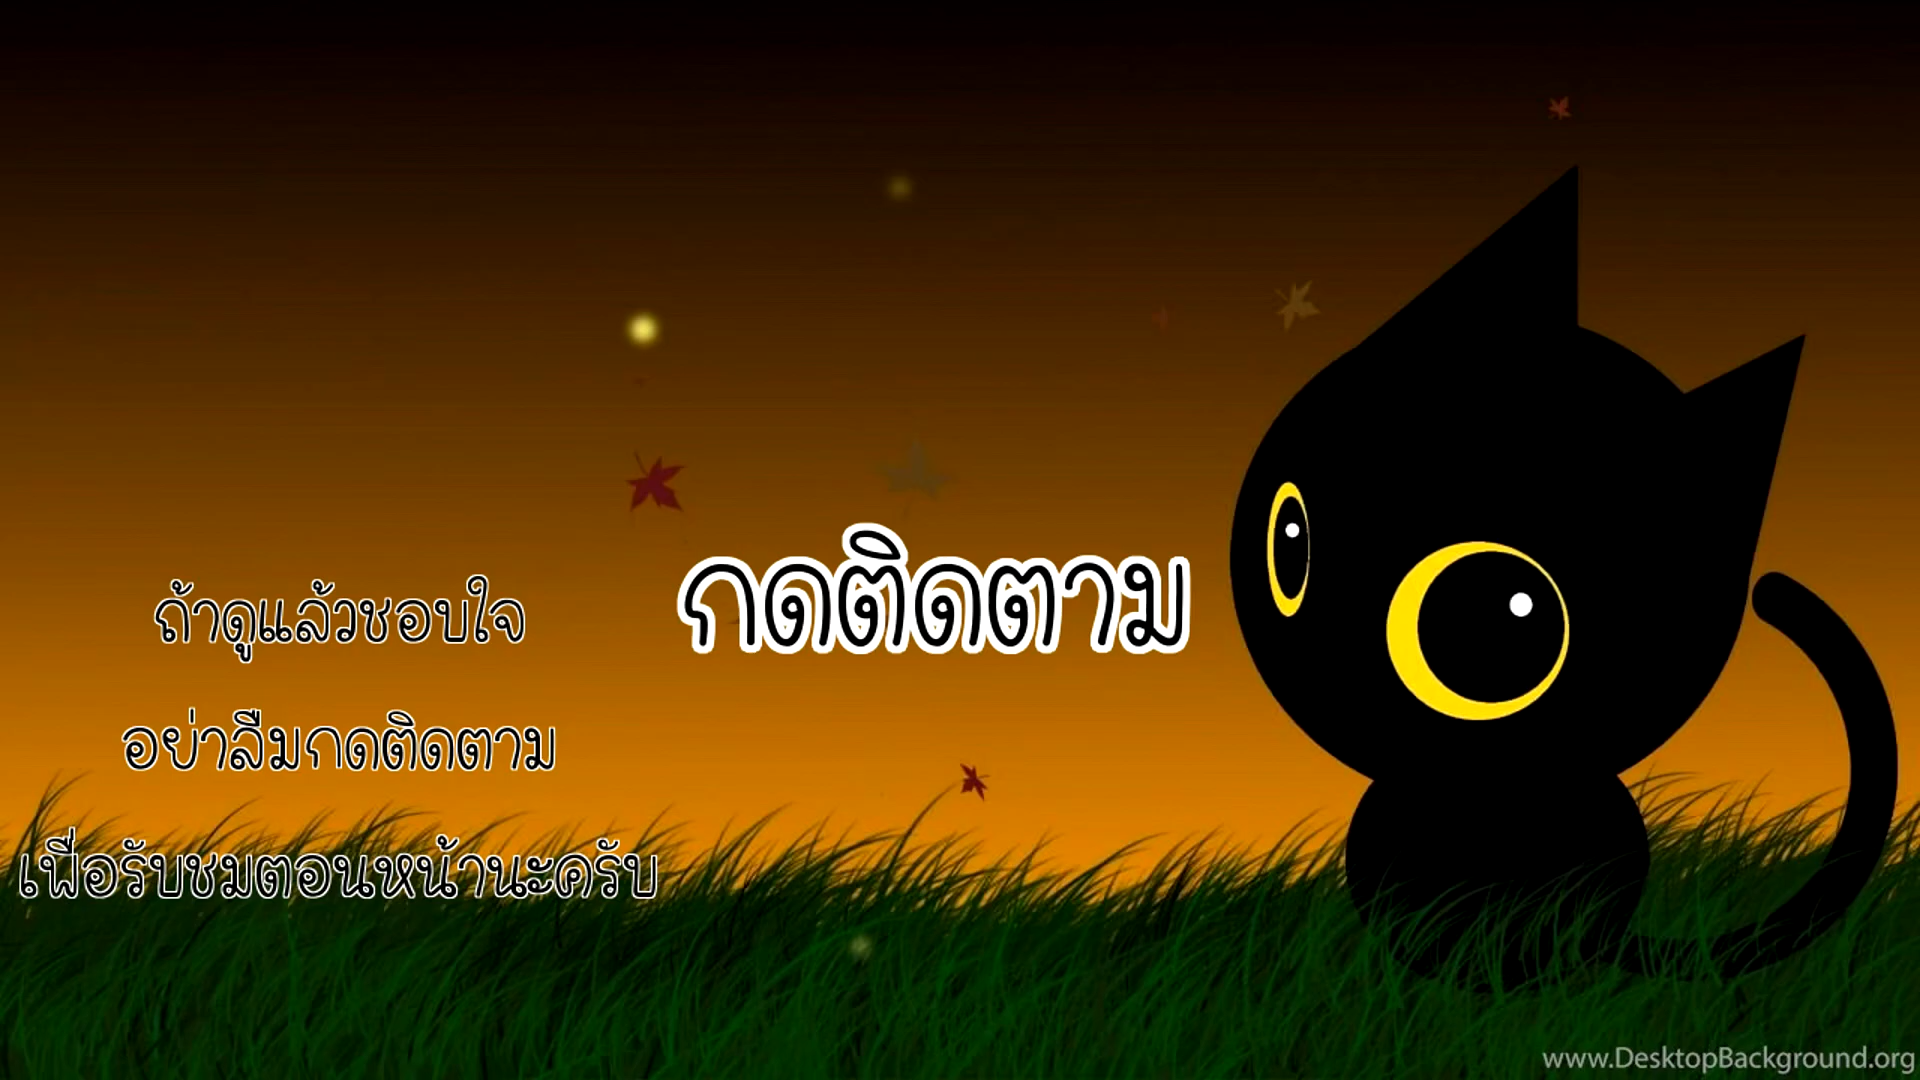 กดติดตาม
ถ้าดูแล้วชอบใจ
อย่าลืมกดติดตาม
เพื่อรับชมตอนหน้านะครับ
www.DesktopBackground.org